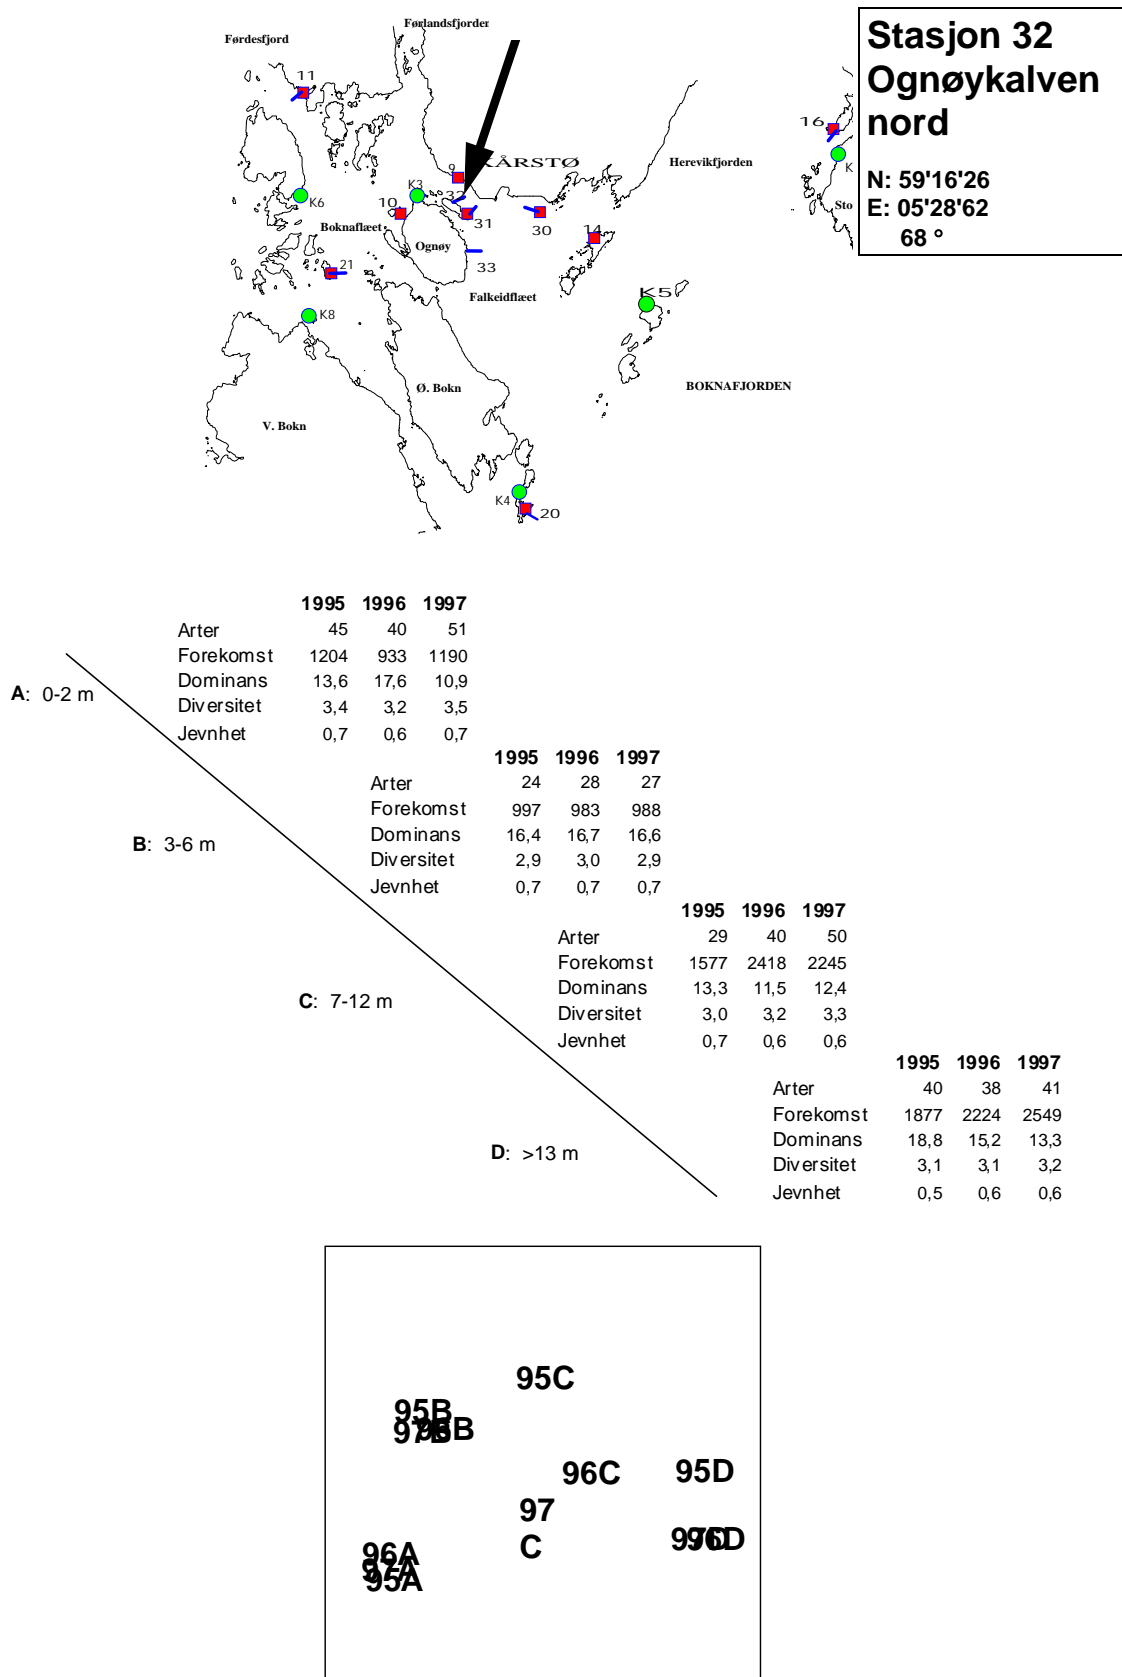 Førlandsfjorden
Førdesfjord
Stasjon 32
Ognøykalven
nord
N: 59'16'26
E: 05'28'62
68 °
11
16
9
KÅRSTØ
Herevikfjorden
K
K6
K3
32
10
31
Sto
Boknaflæet
Ognøy
30
14
33
21
Falkeidflæet
K5
K8
Ø. Bokn
BOKNAFJORDEN
V. Bokn
K4
20
1995 1996 1997
Arter 45 40 51
Forekomst 1204 933 1190
Dominans 13,6 17,6 10,9
A: 0-2 m
Diversitet 3,4 3,2 3,5
Jevnhet 0,7 0,6 0,7
1995 1996 1997
Arter 24 28 27
Forekomst 997 983 988
Dominans 16,4 16,7 16,6
B: 3-6 m
Diversitet 2,9 3,0 2,9
Jevnhet 0,7 0,7 0,7
1995 1996 1997
Arter 29 40 50
Forekomst 1577 2418 2245
Dominans 13,3 11,5 12,4
C: 7-12 m
Diversitet 3,0 3,2 3,3
Jevnhet 0,7 0,6 0,6
1995 1996 1997
Arter 40 38 41
Forekomst 1877 2224 2549
Dominans 18,8 15,2 13,3
D: >13 m
Diversitet 3,1 3,1 3,2
Jevnhet 0,5 0,6 0,6
95C
95B
96B
97B
96C
95D
97
C
97D
96D
96A
97A
95A